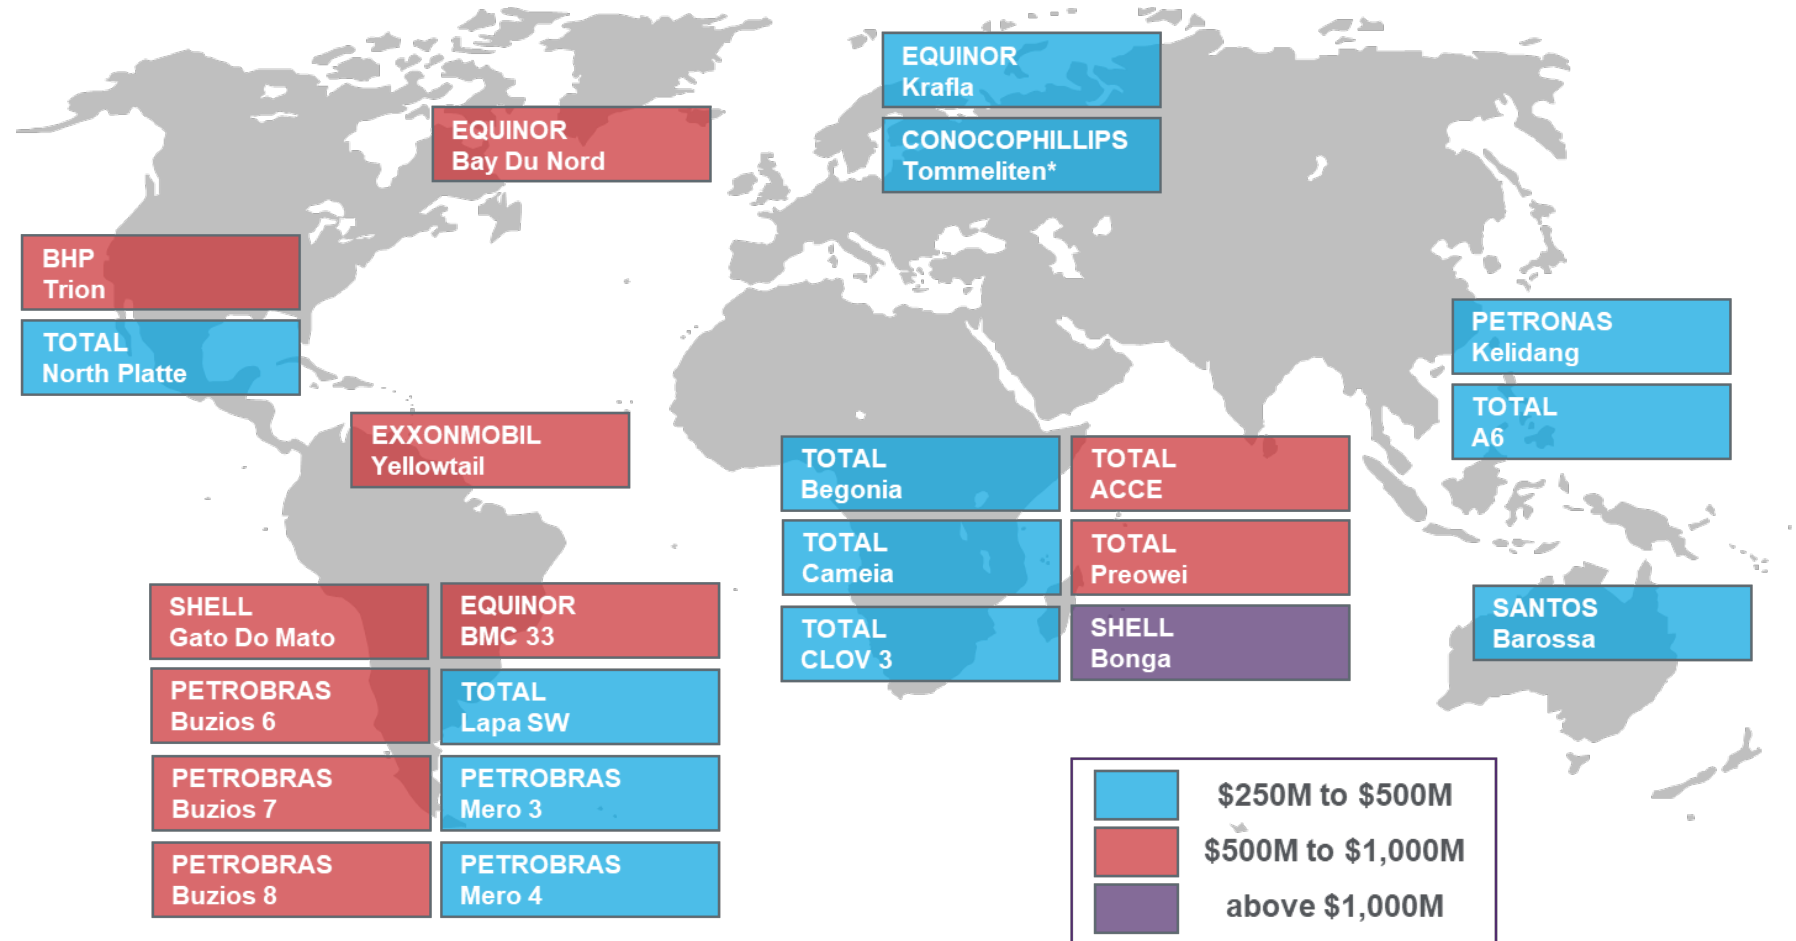 EQUINOR
Krafla
CONOCOPHILLIPS
Tommeliten*
EQUINOR
Bay Du Nord
BHP
Trion
TOTAL
North Platte
PETRONAS
Kelidang
TOTAL
A6
EXXONMOBIL
Yellowtail
TOTAL
Begonia
TOTAL
ACCE
TOTAL
Cameia
TOTAL
Preowei
TOTAL
CLOV 3
SHELL
Bonga
SANTOS
Barossa
SHELL
Gato Do Mato
EQUINOR
BMC 33
PETROBRAS
Buzios 6
TOTAL
Lapa SW
PETROBRAS
Buzios 7
PETROBRAS
Mero 3
PETROBRAS
Buzios 8
PETROBRAS
Mero 4
$250M to $500M
$500M to $1,000M
above $1,000M